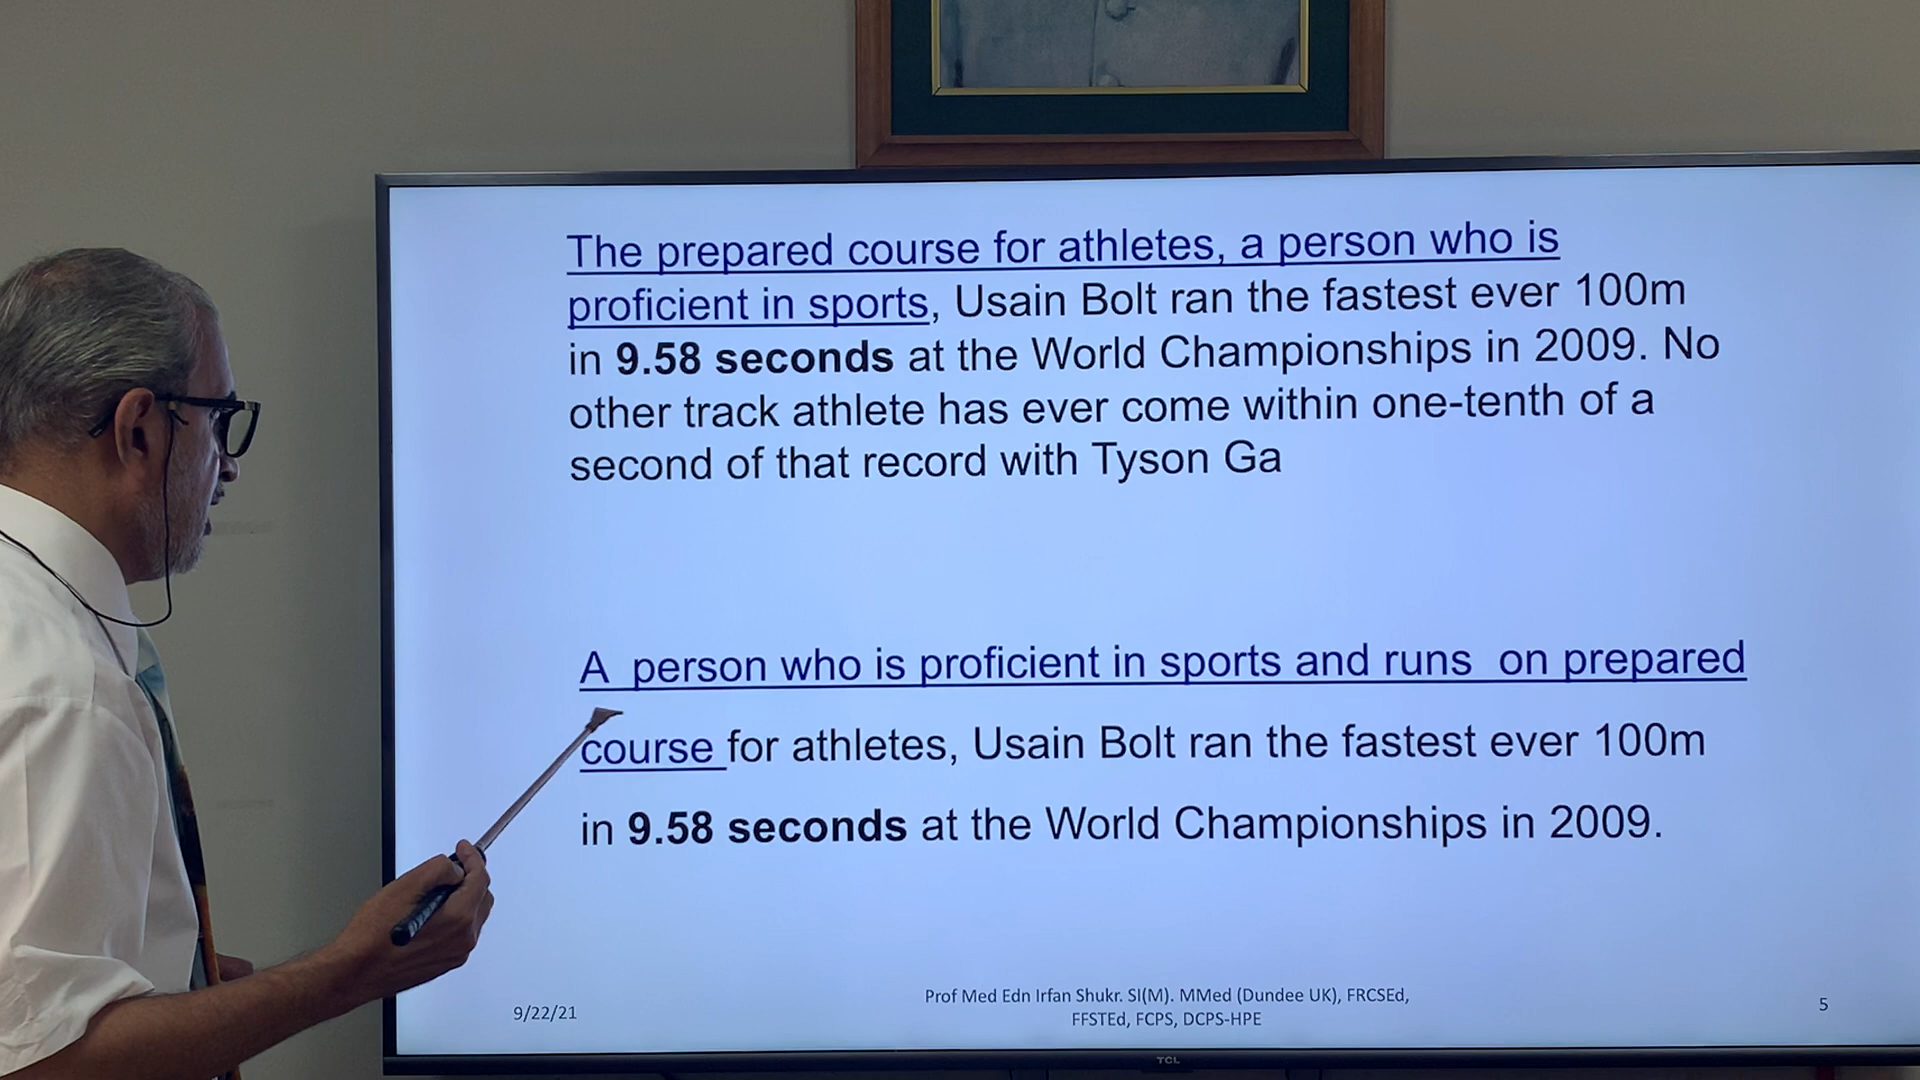 The prepared course for athletes, a person who is
proficient in sports, Usain Bolt ran the fastest ever 100m
in 9.58 seconds at the World Championships in 2009. No
other track athlete has ever come within one-tenth of a
second of that record with Tyson Ga
A person who is proficient in sports and runs on prepared
course for athletes, Usain Bolt ran the fastest ever 100m
in 9.58 seconds at the World Championships in 2009.
9/22/21
Prof Med Edn Irfan Shukr. SI(M). MMed (Dundee UK), FRCSEd,
FFSTEd, FCPS, DCPS-HPE
5
TCL